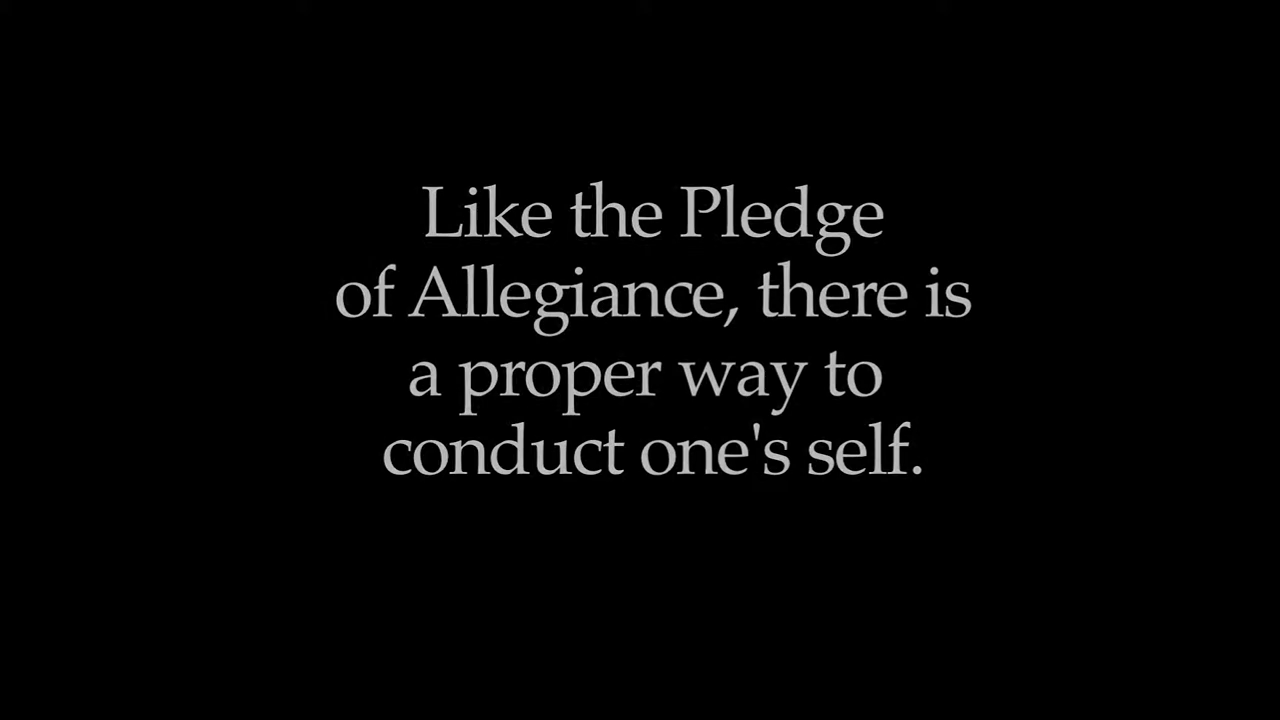 Like the Pledge
of Allegiance, there is
a proper way to
conduct one's self.